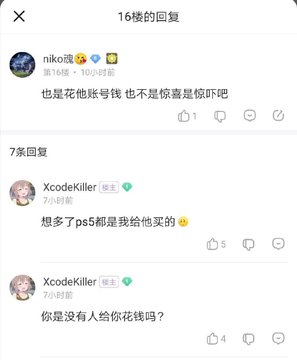 16楼的回复
niko魂😘
第16楼 · 10小时前
也是花他账号钱 也不是惊喜是惊吓吧
1
7条回复
XcodeKiller 楼主
7小时前
想多了ps5都是我给他买的
5
XcodeKiller 楼主
7小时前
你是没有人给你花钱吗？
4